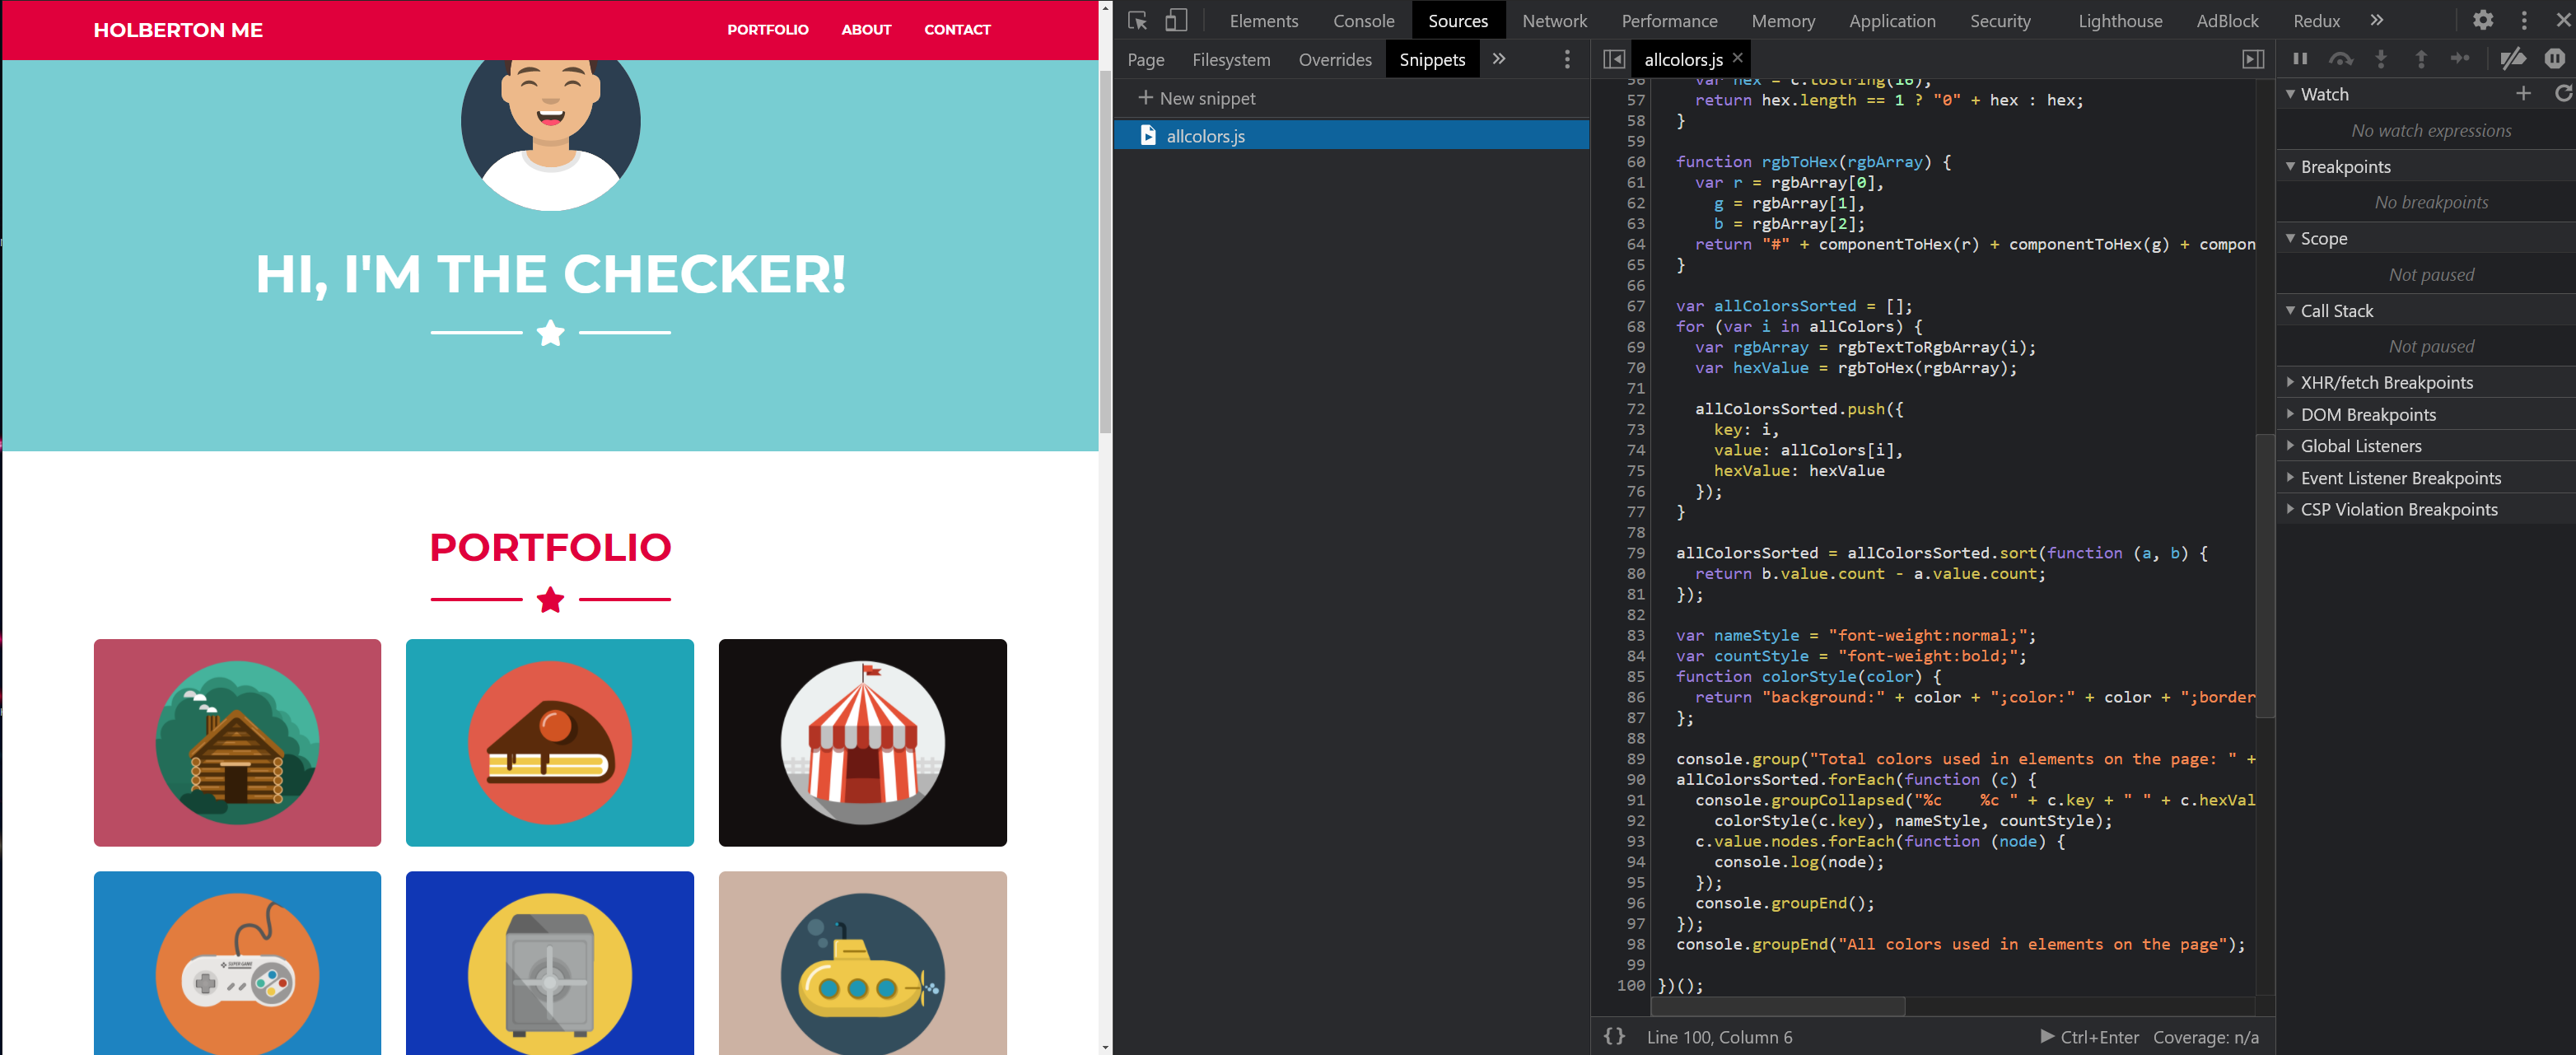 HOLBERTON ME
PORTFOLIO ABOUT CONTACT
HI, I'M THE CHECKER!
PORTFOLIO
SUPER GAME
Elements Console Sources Network Performance Memory Application Security Lighthouse AdBlock Redux »
Page Filesystem Overrides Snippets »
+ New snippet
allcolors.js
allcolors.js ×
56 var hex = c.toString(16);
57 return hex.length == 1 ? "0" + hex : hex;
58 }
59
60 function rgbToHex(rgbArray) {
61 var r = rgbArray[0],
62 g = rgbArray[1],
63 b = rgbArray[2];
64 return "#" + componentToHex(r) + componentToHex(g) + compon
65 }
66
67 var allColorsSorted = [];
68 for (var i in allColors) {
69 var rgbArray = rgbTextToRgbArray(i);
70 var hexValue = rgbToHex(rgbArray);
71
72 allColorsSorted.push({
73 key: i,
74 value: allColors[i],
75 hexValue: hexValue
76 });
77 }
78
79 allColorsSorted = allColorsSorted.sort(function (a, b) {
80 return b.value.count - a.value.count;
81 });
82
83 var nameStyle = "font-weight:normal;";
84 var countStyle = "font-weight:bold;";
85 function colorStyle(color) {
86 return "background:" + color + ";color:" + color + ";border
87 };
88
89 console.group("Total colors used in elements on the page: " +
90 allColorsSorted.forEach(function (c) {
91 console.groupCollapsed("%c    %c " + c.key + " " + c.hexVal
92 colorStyle(c.key), nameStyle, countStyle);
93 c.value.nodes.forEach(function (node) {
94 console.log(node);
95 });
96 console.groupEnd();
97 });
98 console.groupEnd("All colors used in elements on the page");
99
100 })();
{} Line 100, Column 6
Ctrl+Enter Coverage: n/a
Watch
No watch expressions
Breakpoints
No breakpoints
Scope
Not paused
Call Stack
Not paused
XHR/fetch Breakpoints
DOM Breakpoints
Global Listeners
Event Listener Breakpoints
CSP Violation Breakpoints